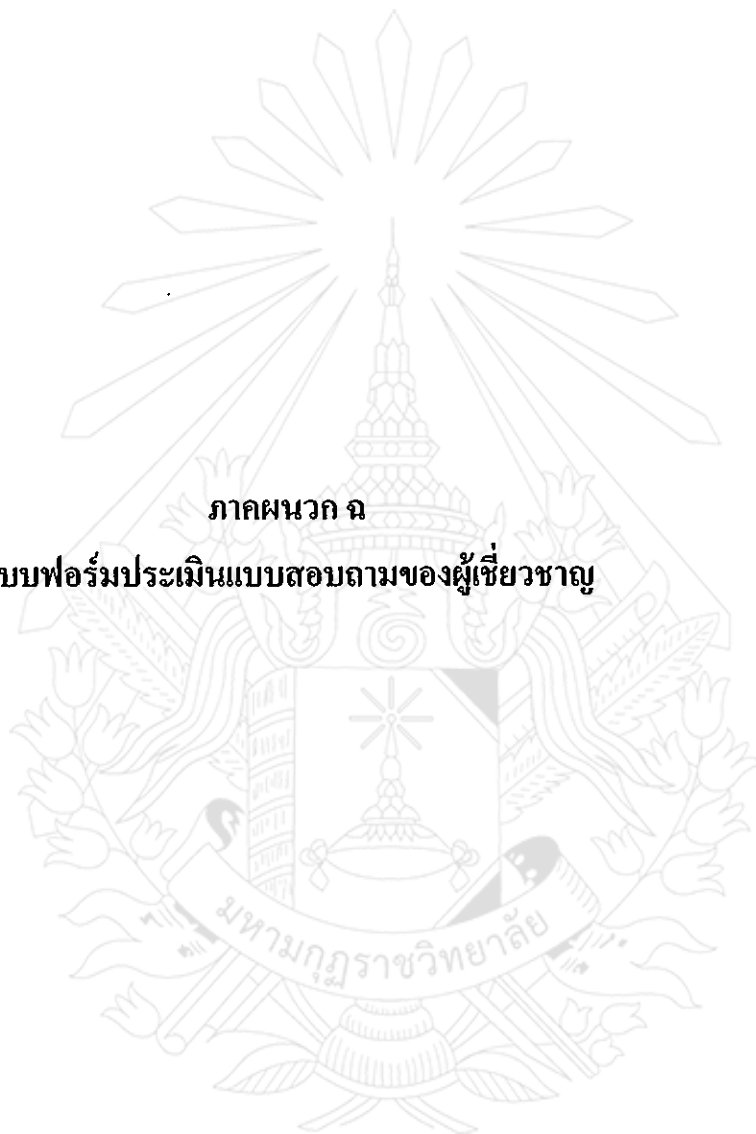 ภาคผนวก ฉ
บบฟอร์มประเมินแบบสอบถามของผู้เชี่ยวชาญ
มหามกุฏราชวิทยาลัย